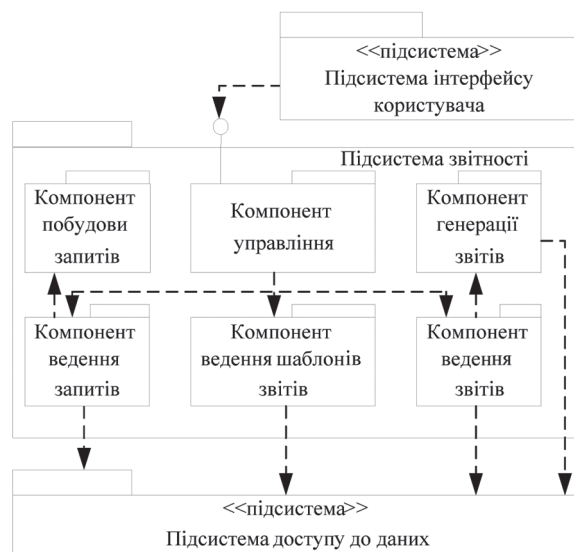 <<підсистема>>
Підсистема інтерфейсу
користувача
Підсистема звітності
Компонент
побудови
запитів
Компонент
управління
Компонент
генерації
звітів
Компонент
ведення
запитів
Компонент
ведення шаблонів
звітів
Компонент
ведення
звітів
<<підсистема>>
Підсистема доступу до даних